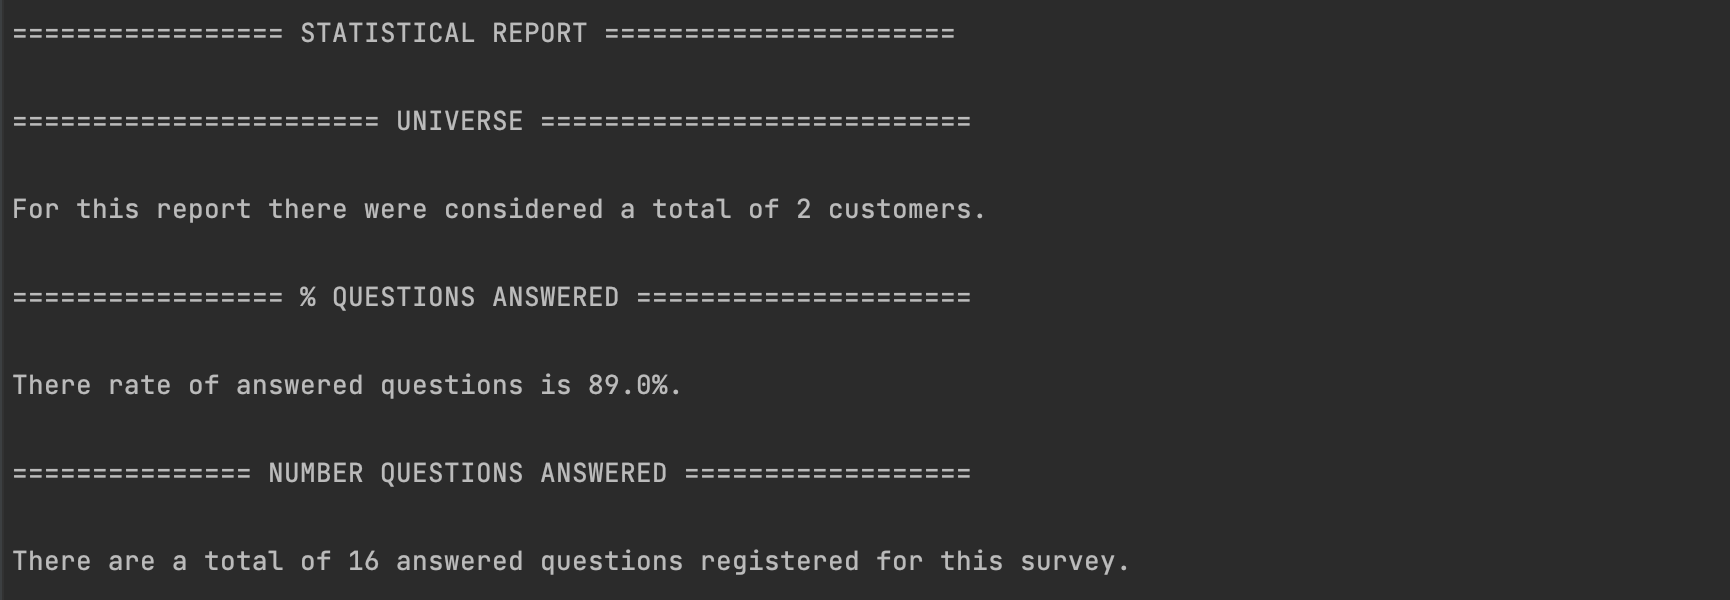 ================= STATISTICAL REPORT ======================
======================= UNIVERSE ===========================
For this report there were considered a total of 2 customers.
================= % QUESTIONS ANSWERED =====================
There rate of answered questions is 89.0%.
=============== NUMBER QUESTIONS ANSWERED ==================
There are a total of 16 answered questions registered for this survey.